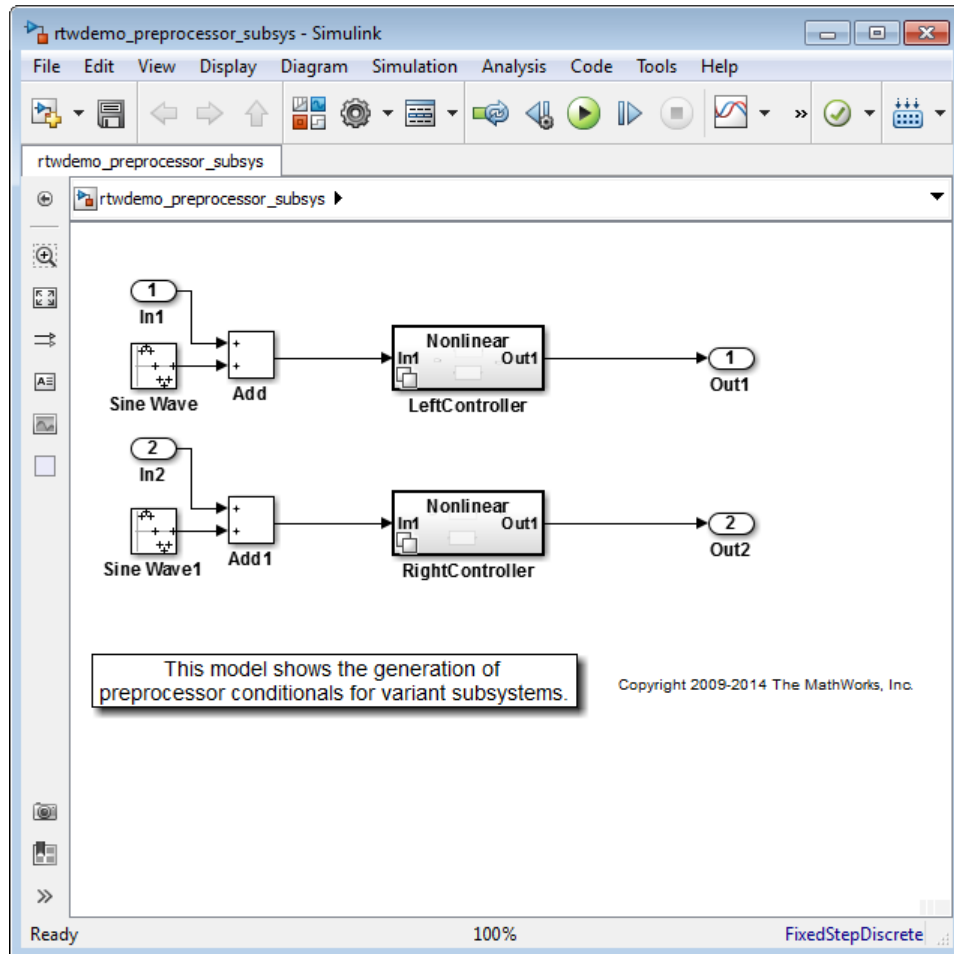 rtwdemo_preprocessor_subsys - Simulink
File Edit View Display Diagram Simulation Analysis Code Tools Help
rtwdemo_preprocessor_subsys
rtwdemo_preprocessor_subsys
1
In1
Sine Wave
+
+
Add
Nonlinear
In1 Out1
LeftController
1
Out1
2
In2
Sine Wave1
+
+
Add1
Nonlinear
In1 Out1
RightController
2
Out2
This model shows the generation of
preprocessor conditionals for variant subsystems.
Copyright 2009-2014 The MathWorks, Inc.
Ready 100% FixedStepDiscrete